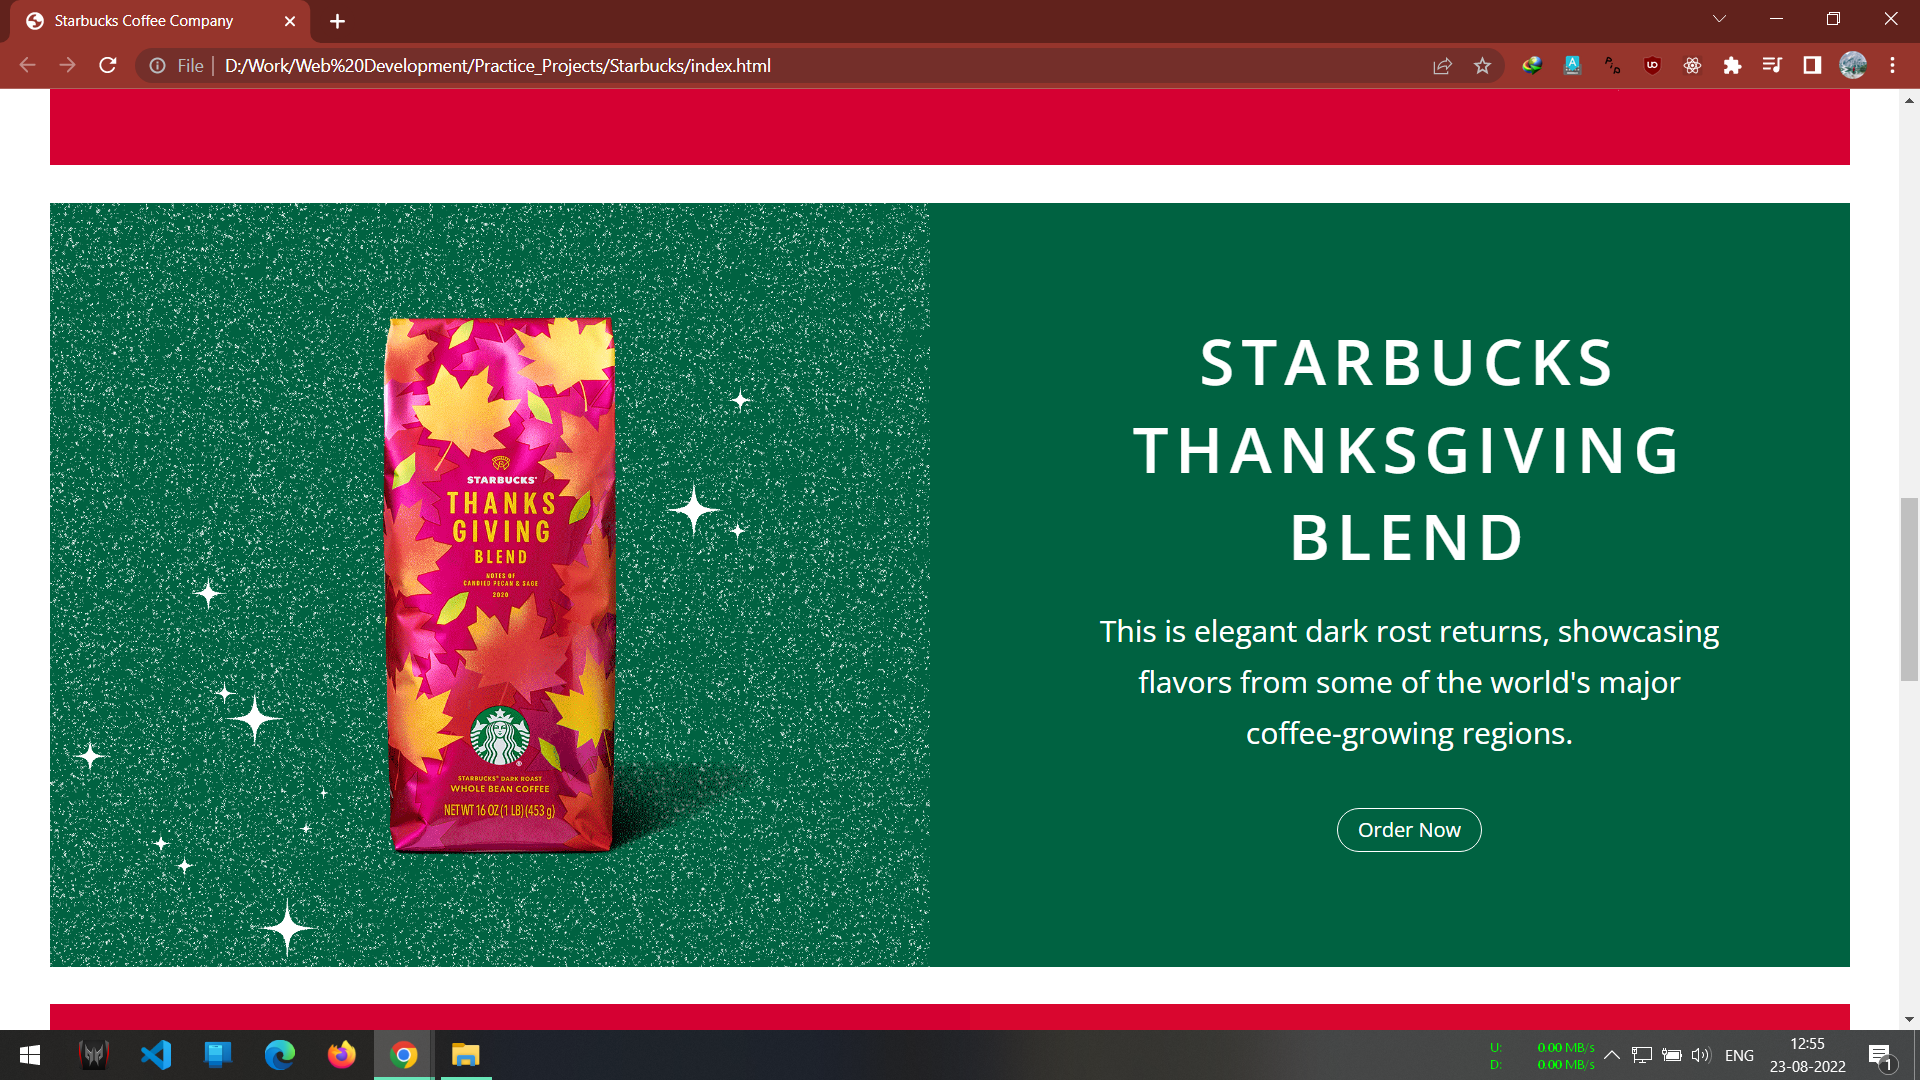 Starbucks Coffee Company
File
D:/Work/Web%20Development/Practice_Projects/Starbucks/index.html
STARBUCKS
THANKSGIVING
BLEND
This is elegant dark rost returns, showcasing
flavors from some of the world's major
coffee-growing regions.
Order Now
STARBUCKS®
THANKS
GIVING
BLEND
NOTES OF
CANDIED PECAN & SAGE
2020
STARBUCKS® DARK ROAST
WHOLE BEAN COFFEE
NET WT 16 OZ (1 LB) (453 g)
U: 0.00 MB/s
D: 0.00 MB/s
ENG
12:55
23-08-2022
1